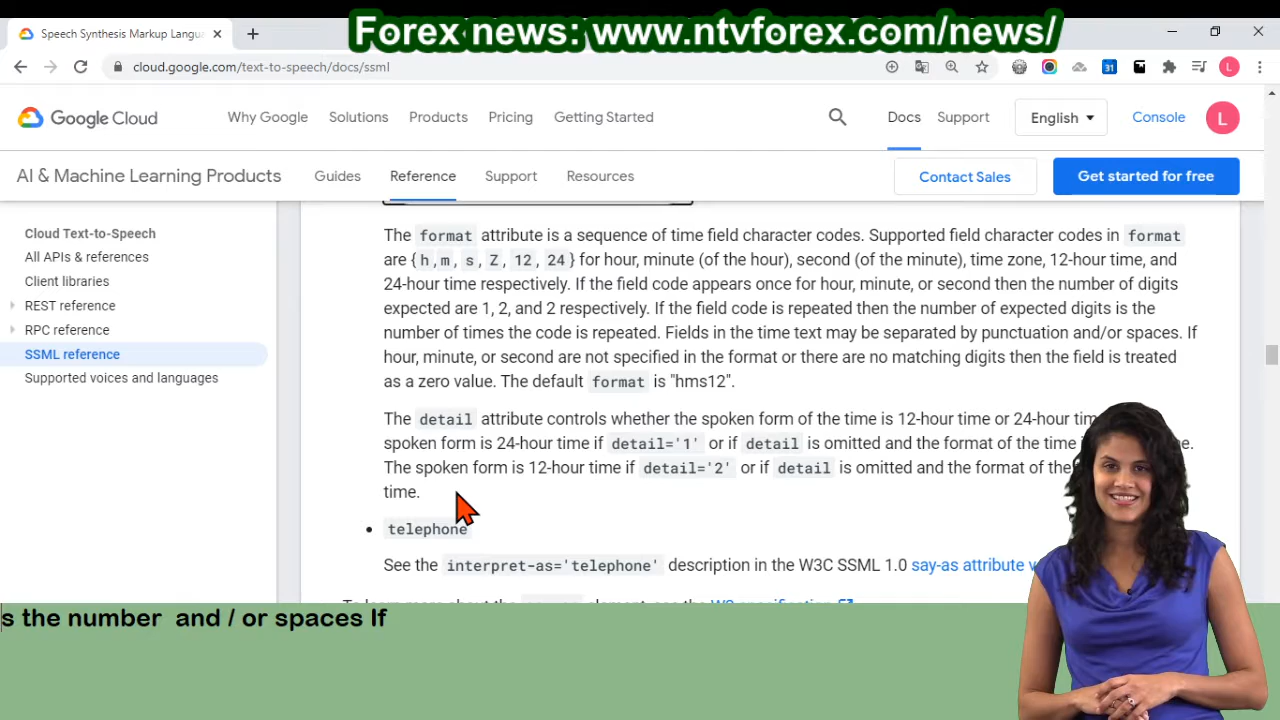 Forex news: www.ntvforex.com/news/
Speech Synthesis Markup Langu
cloud.google.com/text-to-speech/docs/ssml
31
L
Google Cloud
Why Google
Solutions
Products
Pricing
Getting Started
Docs
Support
English
Console
L
AI & Machine Learning Products
Guides
Reference
Support
Resources
Contact Sales
Get started for free
Cloud Text-to-Speech
All APIs & references
Client libraries
REST reference
RPC reference
SSML reference
Supported voices and languages
The format attribute is a sequence of time field character codes. Supported field character codes in format
are {h,m,s,Z,12,24} for hour, minute (of the hour), second (of the minute), time zone, 12-hour time, and
24-hour time respectively. If the field code appears once for hour, minute, or second then the number of digits
expected are 1, 2, and 2 respectively. If the field code is repeated then the number of expected digits is the
number of times the code is repeated. Fields in the time text may be separated by punctuation and/or spaces. If
hour, minute, or second are not specified in the format or there are no matching digits then the field is treated
as a zero value. The default format is "hms12".
The detail attribute controls whether the spoken form of the time is 12-hour time or 24-hour
spoken form is 24-hour time if detail='1' or if detail is omitted and the format of the time
The spoken form is 12-hour time if detail='2' or if detail is omitted and the format of the
time.
telephone
See the interpret-as='telephone' description in the W3C SSML 1.0 say-as attribute
s the number and / or spaces If